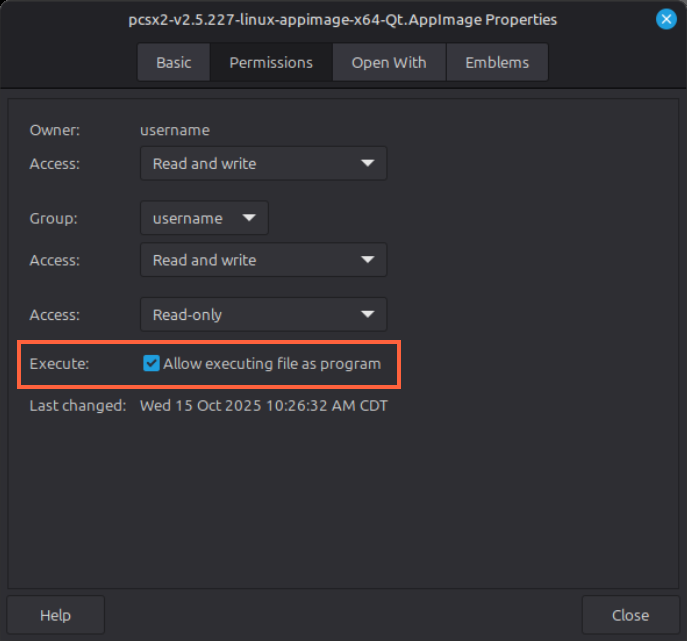 pcsx2-v2.5.227-linux-appimage-x64-Qt.AppImage Properties
Basic Permissions Open With Emblems
Owner: username
Access: Read and write
Group: username
Access: Read and write
Access: Read-only
Execute: Allow executing file as program
Last changed: Wed 15 Oct 2025 10:26:32 AM CDT
Help Close